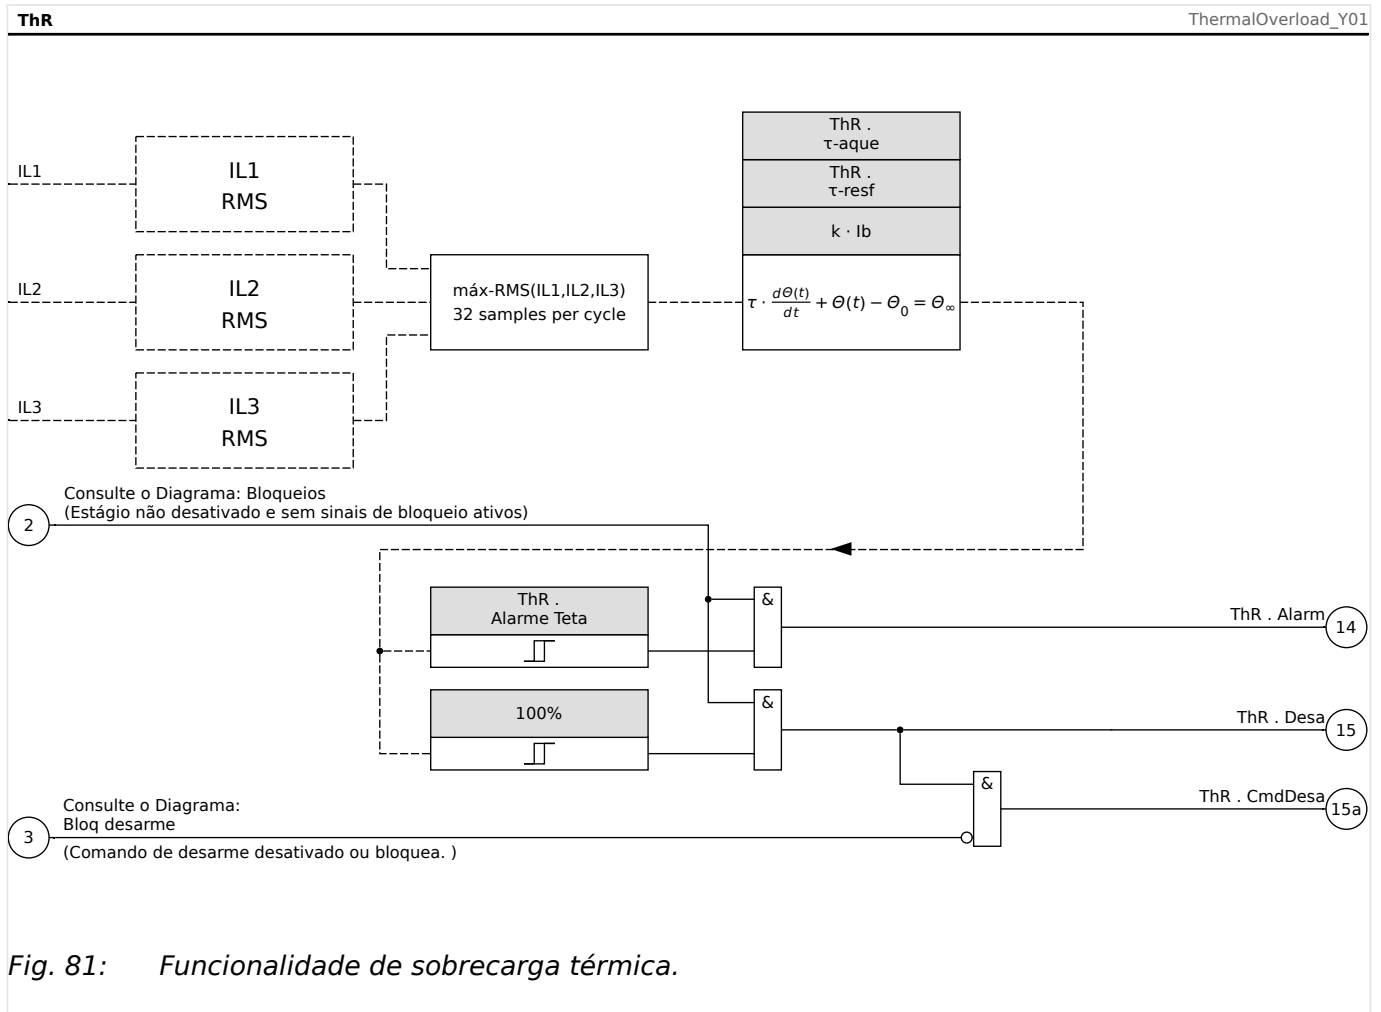 ThR
ThermalOverload_Y01
IL1
IL1
RMS
IL2
IL2
RMS
IL3
IL3
RMS
máx-RMS(IL1,IL2,IL3)
32 samples per cycle
ThR .
τ-aque
ThR .
τ-resf
k · Ib
τ · dΘ(t)/dt + Θ(t) − Θ₀ = Θ∞
Consulte o Diagrama: Bloqueios
(Estágio não desativado e sem sinais de bloqueio ativos)
2
ThR .
Alarme Teta
&
ThR . Alarm
14
100%
&
ThR . Desa
15
&
ThR . CmdDesa
15a
Consulte o Diagrama:
Bloq desarme
3
(Comando de desarme desativado ou bloquea. )
Fig. 81: Funcionalidade de sobrecarga térmica.